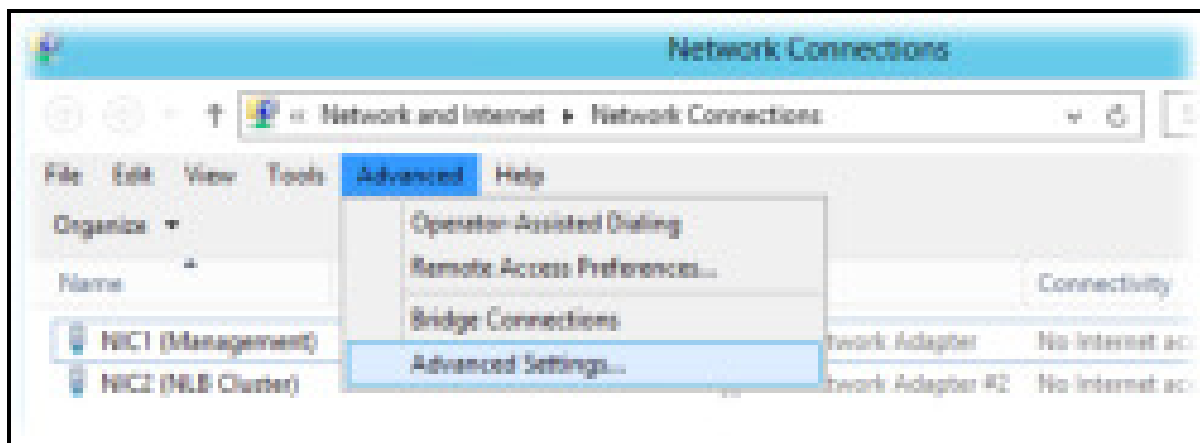 Network Connections
« Network and Internet ▸ Network Connections
File Edit View Tools Advanced Help
Organize
Operator-Assisted Dialing
Remote Access Preferences...
Name
Connectivity
Bridge Connections
NIC1 (Management)
twork Adapter
No Internet ac
Advanced Settings...
NIC2 (NLB Cluster)
twork Adapter #2
No Internet ac